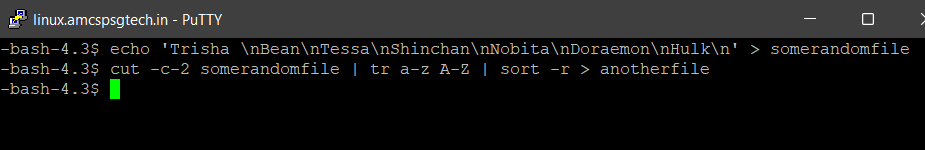 linux.amcspsgtech.in - PuTTY
-bash-4.3$ echo 'Trisha \nBean\nTessa\nShinchan\nNobita\nDoraemon\nHulk\n' > somerandomfile
-bash-4.3$ cut -c-2 somerandomfile | tr a-z A-Z | sort -r > anotherfile
-bash-4.3$